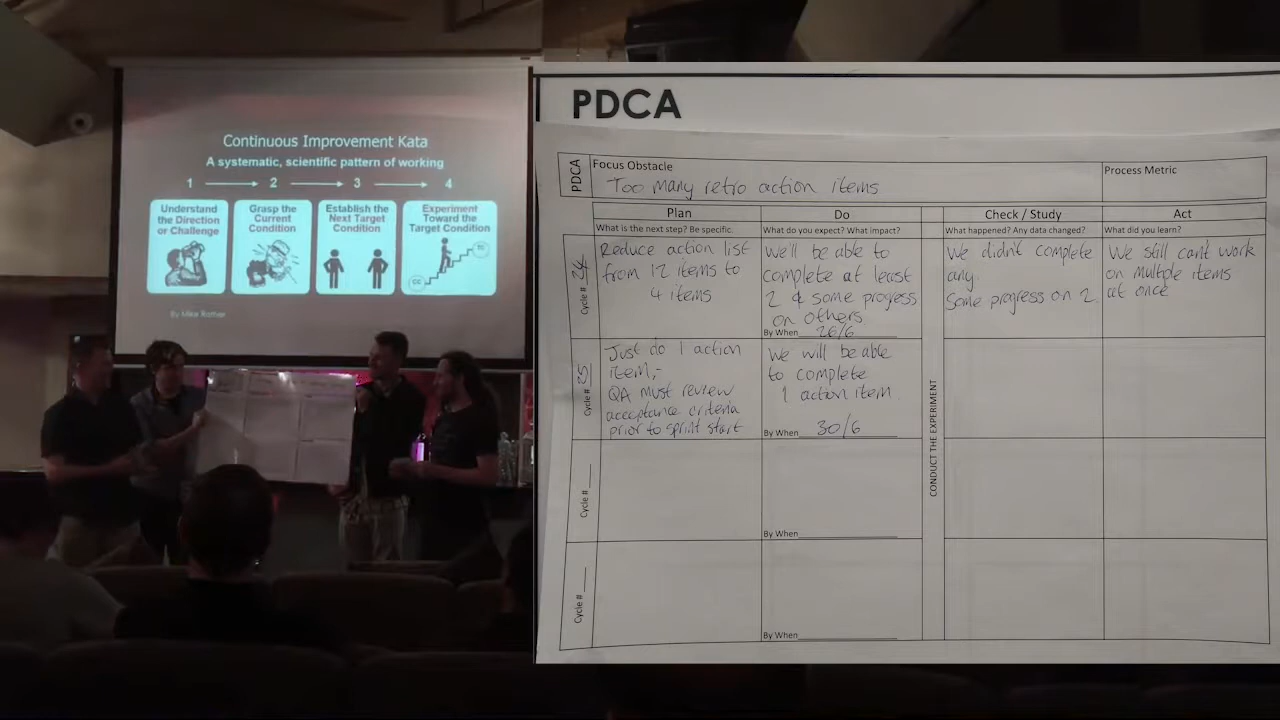 Continuous Improvement Kata
A systematic, scientific pattern of working
1 2 3 4
Understand
the Direction
or Challenge
Grasp the
Current
Condition
Establish the
Next Target
Condition
Experiment
Toward the
Target Condition
CC
By Mike Rother
PDCA
PDCA
Focus Obstacle
Too many retro action items
Process Metric
Plan
Do
Check / Study
Act
What is the next step? Be specific.
What do you expect? What impact?
What happened? Any data changed?
What did you learn?
Cycle # 24
Reduce action list
from 12 items to
4 items
We'll be able to
complete at least
2 & some progress
on others
By When 26/6
We didn't complete
any.
Some progress on 2.
We still can't work
on multiple items
at once
Cycle # 25
Just do 1 action
item,-
QA must review
acceptance criteria
prior to sprint start
We will be able
to complete
1 action item.
By When 30/6
CONDUCT THE EXPERIMENT
Cycle #
By When
Cycle #
By When